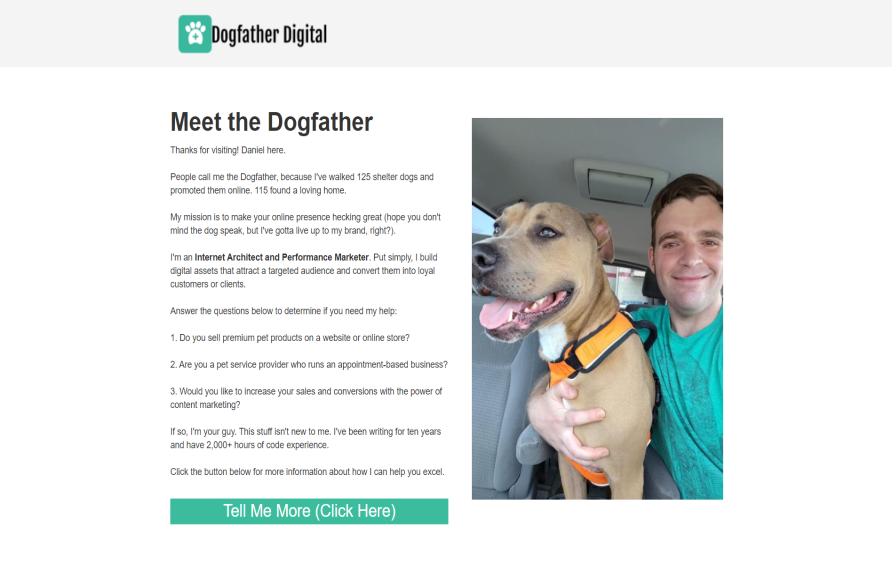 Dogfather Digital
Meet the Dogfather
Thanks for visiting! Daniel here.
People call me the Dogfather, because I've walked 125 shelter dogs and
promoted them online. 115 found a loving home.
My mission is to make your online presence hecking great (hope you don't
mind the dog speak, but I've gotta live up to my brand, right?).
I'm an Internet Architect and Performance Marketer. Put simply, I build
digital assets that attract a targeted audience and convert them into loyal
customers or clients.
Answer the questions below to determine if you need my help:
1. Do you sell premium pet products on a website or online store?
2. Are you a pet service provider who runs an appointment-based business?
3. Would you like to increase your sales and conversions with the power of
content marketing?
If so, I'm your guy. This stuff isn't new to me. I've been writing for ten years
and have 2,000+ hours of code experience.
Click the button below for more information about how I can help you excel.
Tell Me More (Click Here)